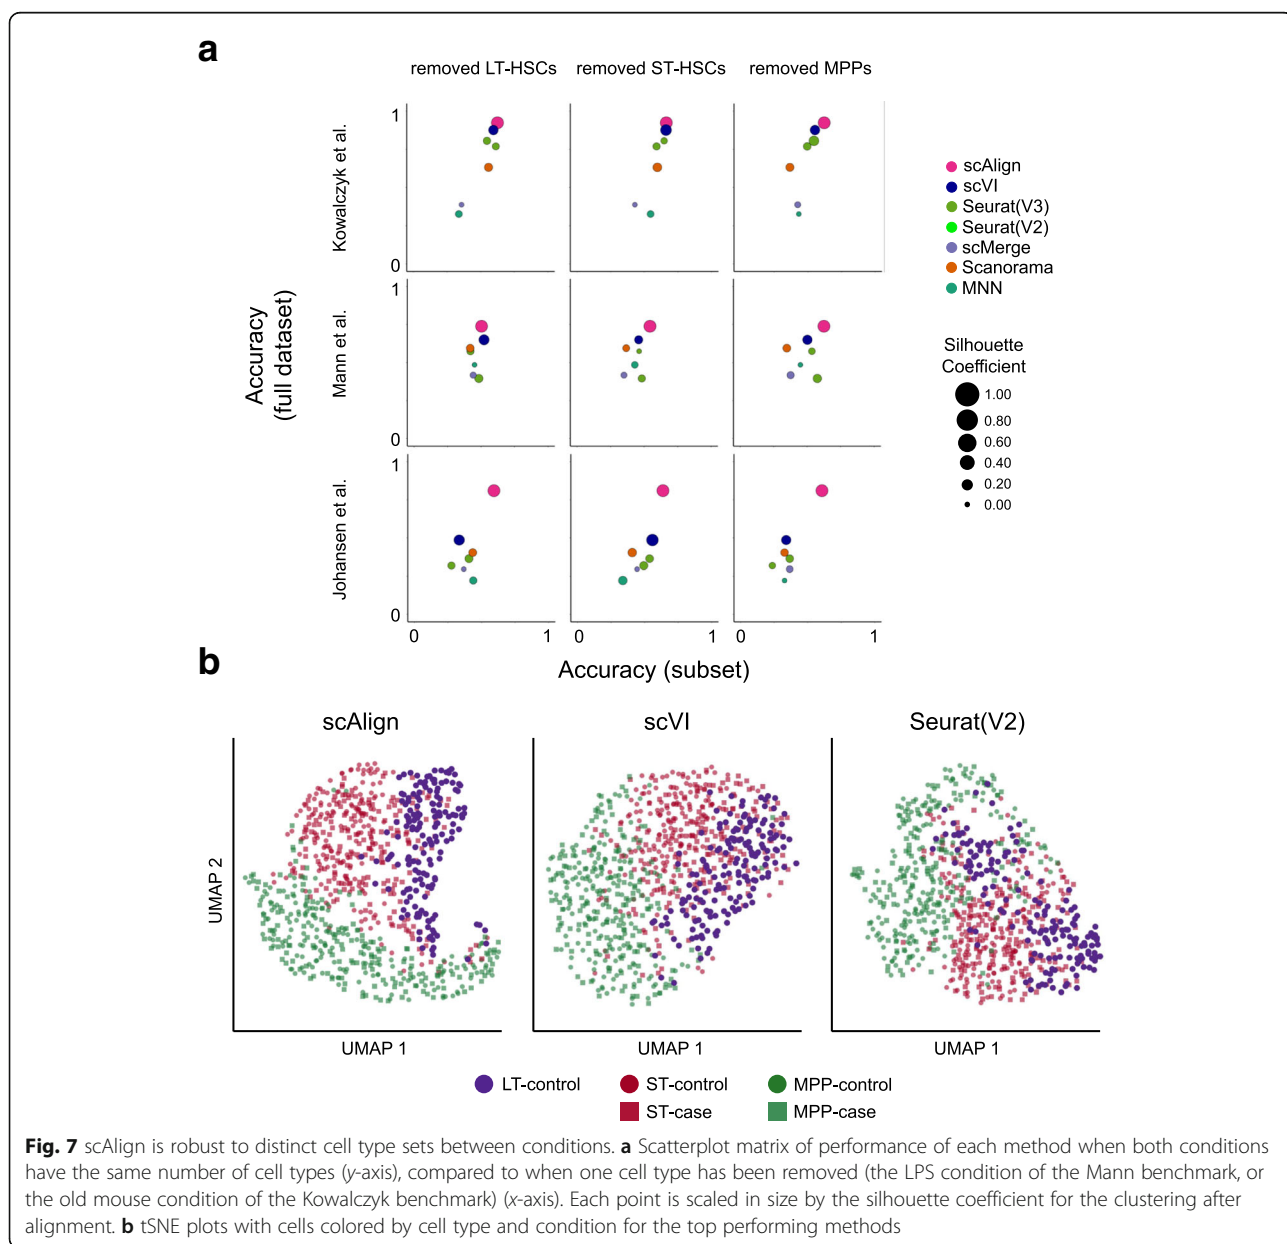 a
removed LT-HSCs removed ST-HSCs removed MPPs
Accuracy
(full dataset)
Kowalczyk et al.
1
0
Mann et al.
1
0
Johansen et al.
1
0
0 1 0 1 0 1
Accuracy (subset)
scAlign
scVI
Seurat(V3)
Seurat(V2)
scMerge
Scanorama
MNN
Silhouette
Coefficient
1.00
0.80
0.60
0.40
0.20
0.00
b
scAlign scVI Seurat(V2)
UMAP 2
UMAP 1 UMAP 1 UMAP 1
LT-control ST-control MPP-control
ST-case MPP-case
Fig. 7 scAlign is robust to distinct cell type sets between conditions. a Scatterplot matrix of performance of each method when both conditions
have the same number of cell types (y-axis), compared to when one cell type has been removed (the LPS condition of the Mann benchmark, or
the old mouse condition of the Kowalczyk benchmark) (x-axis). Each point is scaled in size by the silhouette coefficient for the clustering after
alignment. b tSNE plots with cells colored by cell type and condition for the top performing methods